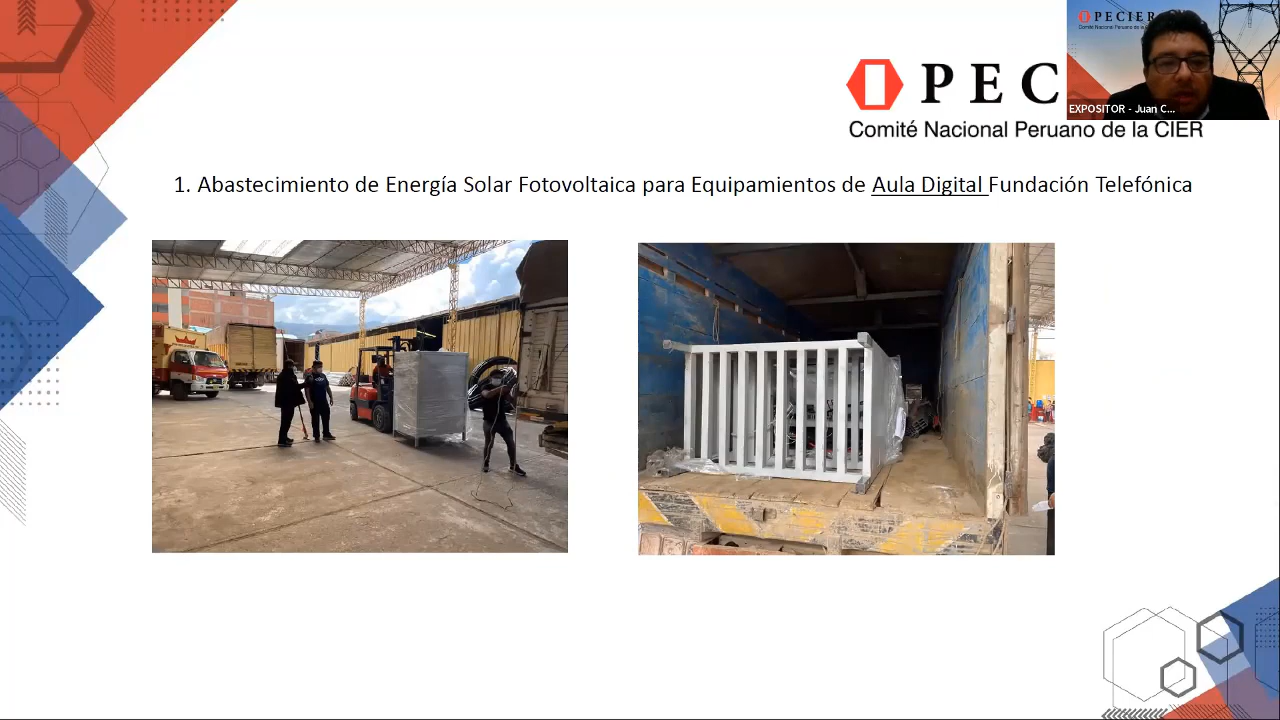 PEC
Comité Nacional Peruano de la CIER
PECIER
EXPOSITOR - Juan C...
1. Abastecimiento de Energía Solar Fotovoltaica para Equipamientos de Aula Digital Fundación Telefónica